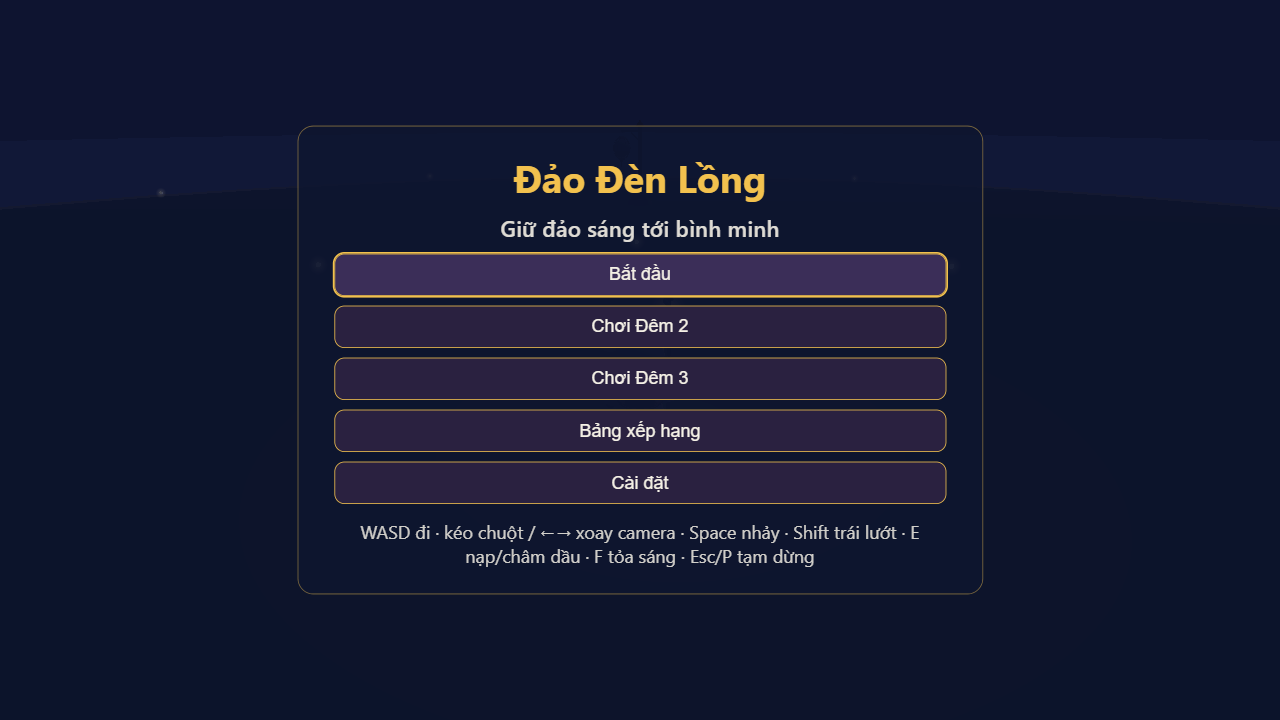 Đảo Đèn Lồng
Giữ đảo sáng tới bình minh
Bắt đầu
Chơi Đêm 2
Chơi Đêm 3
Bảng xếp hạng
Cài đặt
WASD đi · kéo chuột / ←→ xoay camera · Space nhảy · Shift trái lướt · E
nạp/châm dầu · F tỏa sáng · Esc/P tạm dừng